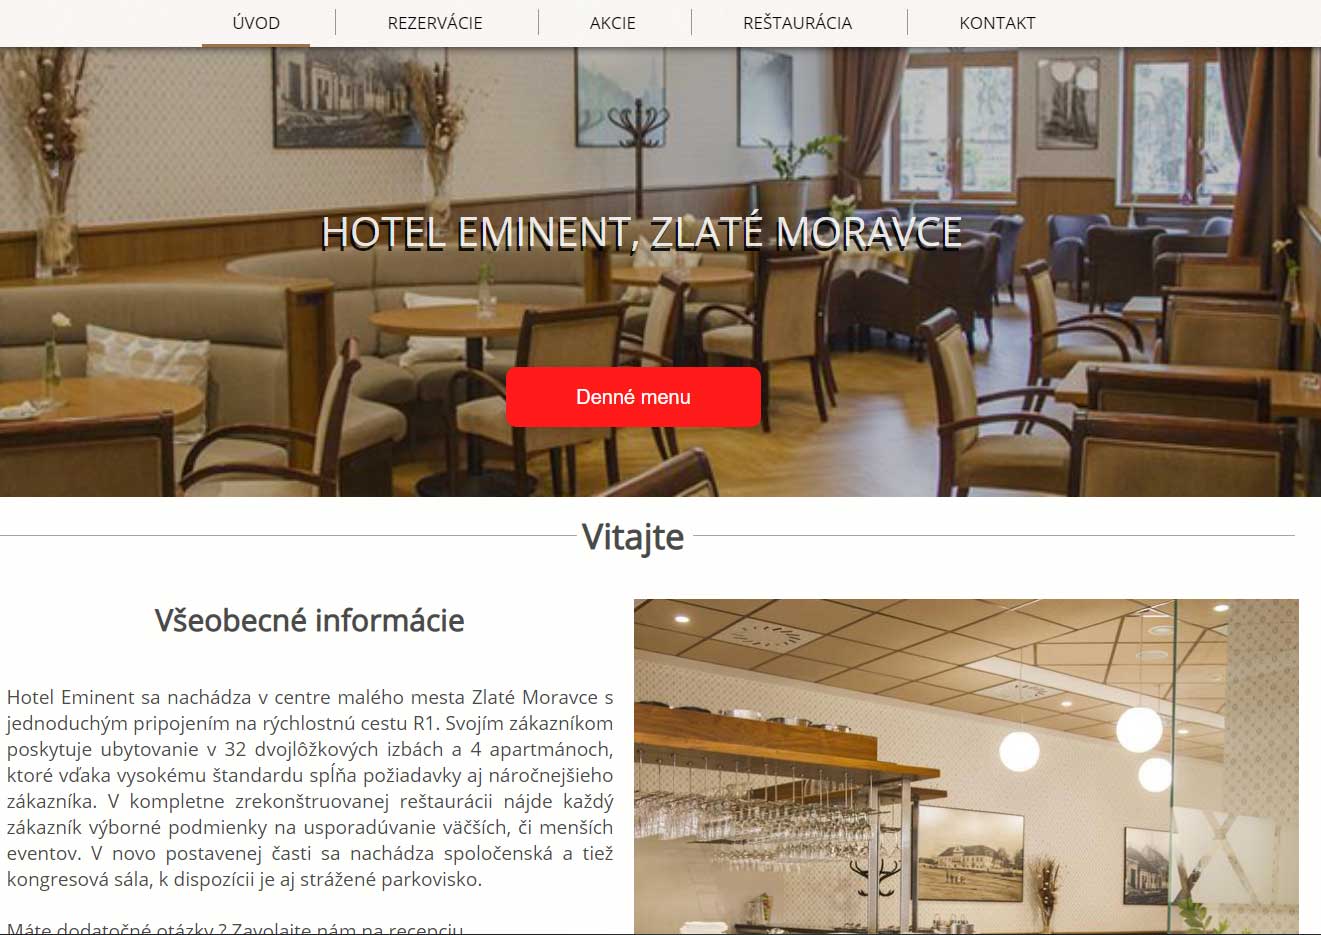 ÚVOD
REZERVÁCIE
AKCIE
REŠTAURÁCIA
KONTAKT
HOTEL EMINENT, ZLATÉ MORAVCE
Denné menu
Vitajte
Všeobecné informácie
Hotel Eminent sa nachádza v centre malého mesta Zlaté Moravce s
jednoduchým pripojením na rýchlostnú cestu R1. Svojím zákazníkom
poskytuje ubytovanie v 32 dvojlôžkových izbách a 4 apartmánoch,
ktoré vďaka vysokému štandardu spĺňa požiadavky aj náročnejšieho
zákazníka. V kompletne zrekonštruovanej reštaurácii nájde každý
zákazník výborné podmienky na usporadúvanie väčších, či menších
eventov. V novo postavenej časti sa nachádza spoločenská a tiež
kongresová sála, k dispozícii je aj strážené parkovisko.
Máte dodatočné otázky ? Zavolajte nám na recepciu